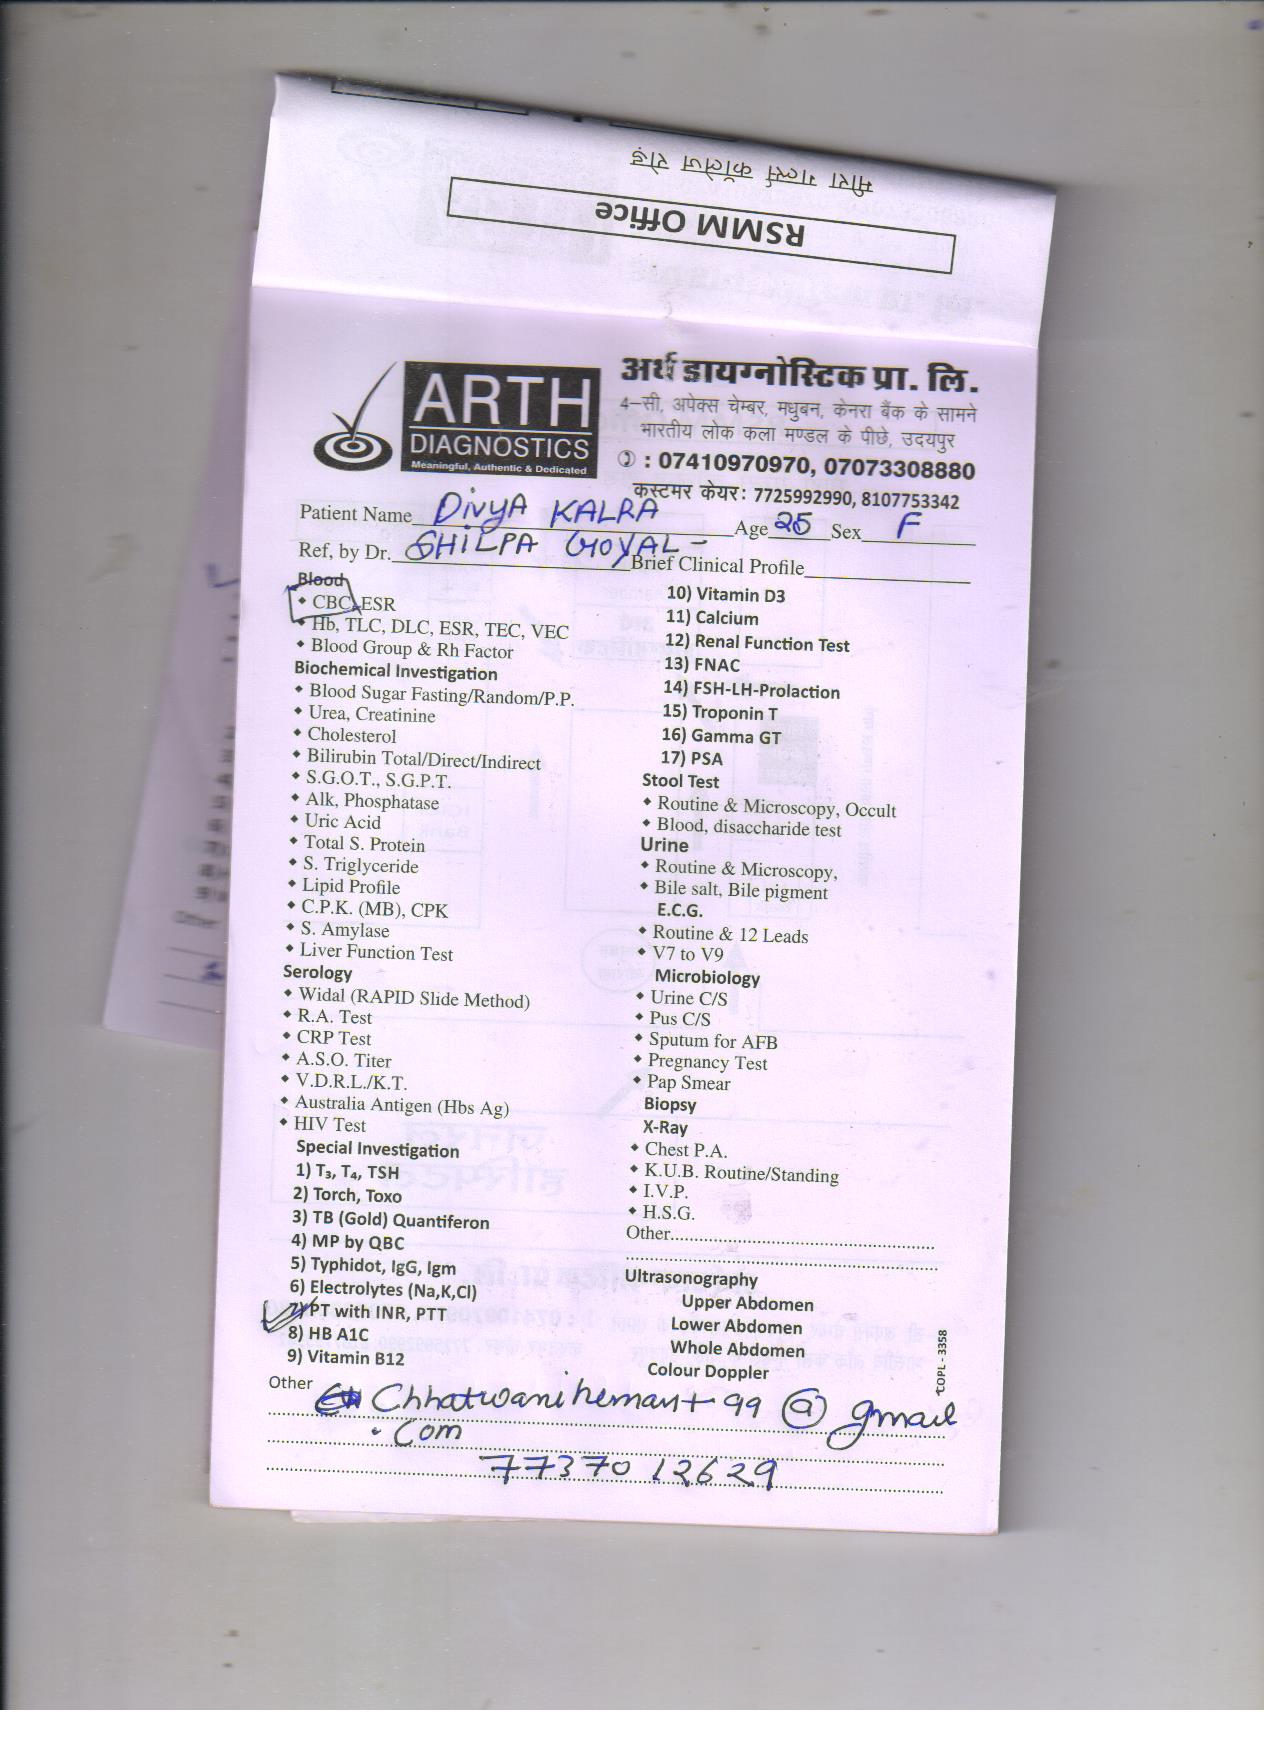 मीरा गर्ल्स कॉलेज रोड़
RSMM Office
ARTH
DIAGNOSTICS
Meaningful, Authentic & Dedicated
अर्थ डायग्नोस्टिक प्रा. लि.
4-सी, अपेक्स चेम्बर, मधुबन, केनरा बैंक के सामने
भारतीय लोक कला मण्डल के पीछे, उदयपुर
: 07410970970, 07073308880
कस्टमर केयर: 7725992990, 8107753342
Patient Name DIVYA KALRA Age 25 Sex F
Ref, by Dr. SHILPA GOYAL - Brief Clinical Profile
Blood
CBC, ESR
Hb, TLC, DLC, ESR, TEC, VEC
Blood Group & Rh Factor
Biochemical Investigation
Blood Sugar Fasting/Random/P.P.
Urea, Creatinine
Cholesterol
Bilirubin Total/Direct/Indirect
S.G.O.T., S.G.P.T.
Alk, Phosphatase
Uric Acid
Total S. Protein
S. Triglyceride
Lipid Profile
C.P.K. (MB), CPK
S. Amylase
Liver Function Test
Serology
Widal (RAPID Slide Method)
R.A. Test
CRP Test
A.S.O. Titer
V.D.R.L./K.T.
Australia Antigen (Hbs Ag)
HIV Test
Special Investigation
1) T₃, T₄, TSH
2) Torch, Toxo
3) TB (Gold) Quantiferon
4) MP by QBC
5) Typhidot, IgG, Igm
6) Electrolytes (Na,K,Cl)
7) PT with INR, PTT
8) HB A1C
9) Vitamin B12
10) Vitamin D3
11) Calcium
12) Renal Function Test
13) FNAC
14) FSH-LH-Prolaction
15) Troponin T
16) Gamma GT
17) PSA
Stool Test
Routine & Microscopy, Occult
Blood, disaccharide test
Urine
Routine & Microscopy,
Bile salt, Bile pigment
E.C.G.
Routine & 12 Leads
V7 to V9
Microbiology
Urine C/S
Pus C/S
Sputum for AFB
Pregnancy Test
Pap Smear
Biopsy
X-Ray
Chest P.A.
K.U.B. Routine/Standing
I.V.P.
H.S.G.
Other
Ultrasonography
Upper Abdomen
Lower Abdomen
Whole Abdomen
Colour Doppler
COPL - 3358
Other Chhatwanihemant99@gmail
.com
7737012629